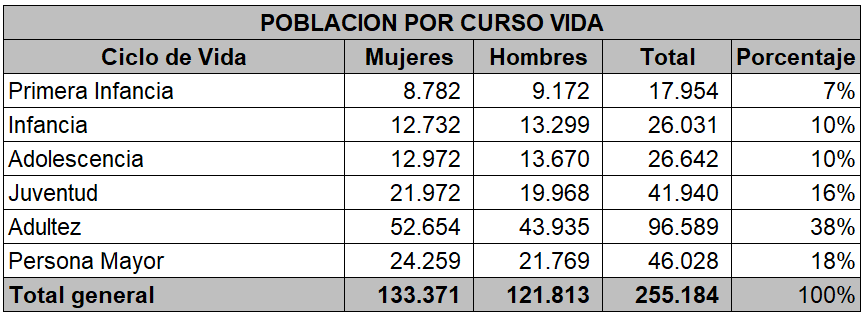 POBLACION POR CURSO VIDA
Ciclo de Vida Mujeres Hombres Total Porcentaje
Primera Infancia 8.782 9.172 17.954 7%
Infancia 12.732 13.299 26.031 10%
Adolescencia 12.972 13.670 26.642 10%
Juventud 21.972 19.968 41.940 16%
Adultez 52.654 43.935 96.589 38%
Persona Mayor 24.259 21.769 46.028 18%
Total general 133.371 121.813 255.184 100%